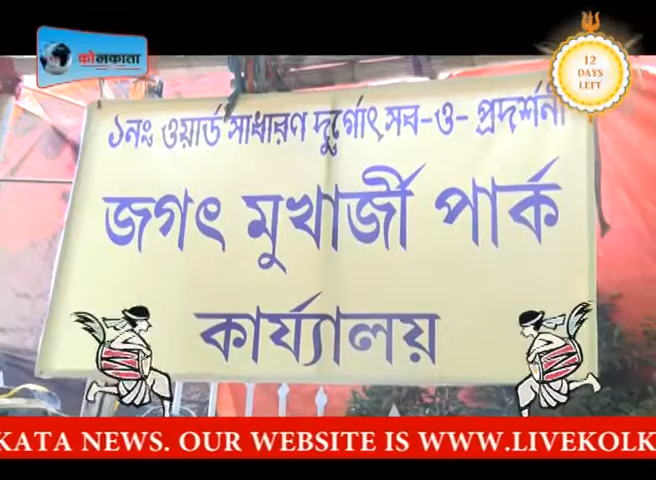 কোলকাতা
12
DAYS
LEFT
১নং ওয়ার্ড সাধারণ দুর্গোৎসব-ও-প্রদর্শনী
জগৎ মুখার্জী পার্ক
কার্য্যালয়
KATA NEWS. OUR WEBSITE IS WWW.LIVEKOLK